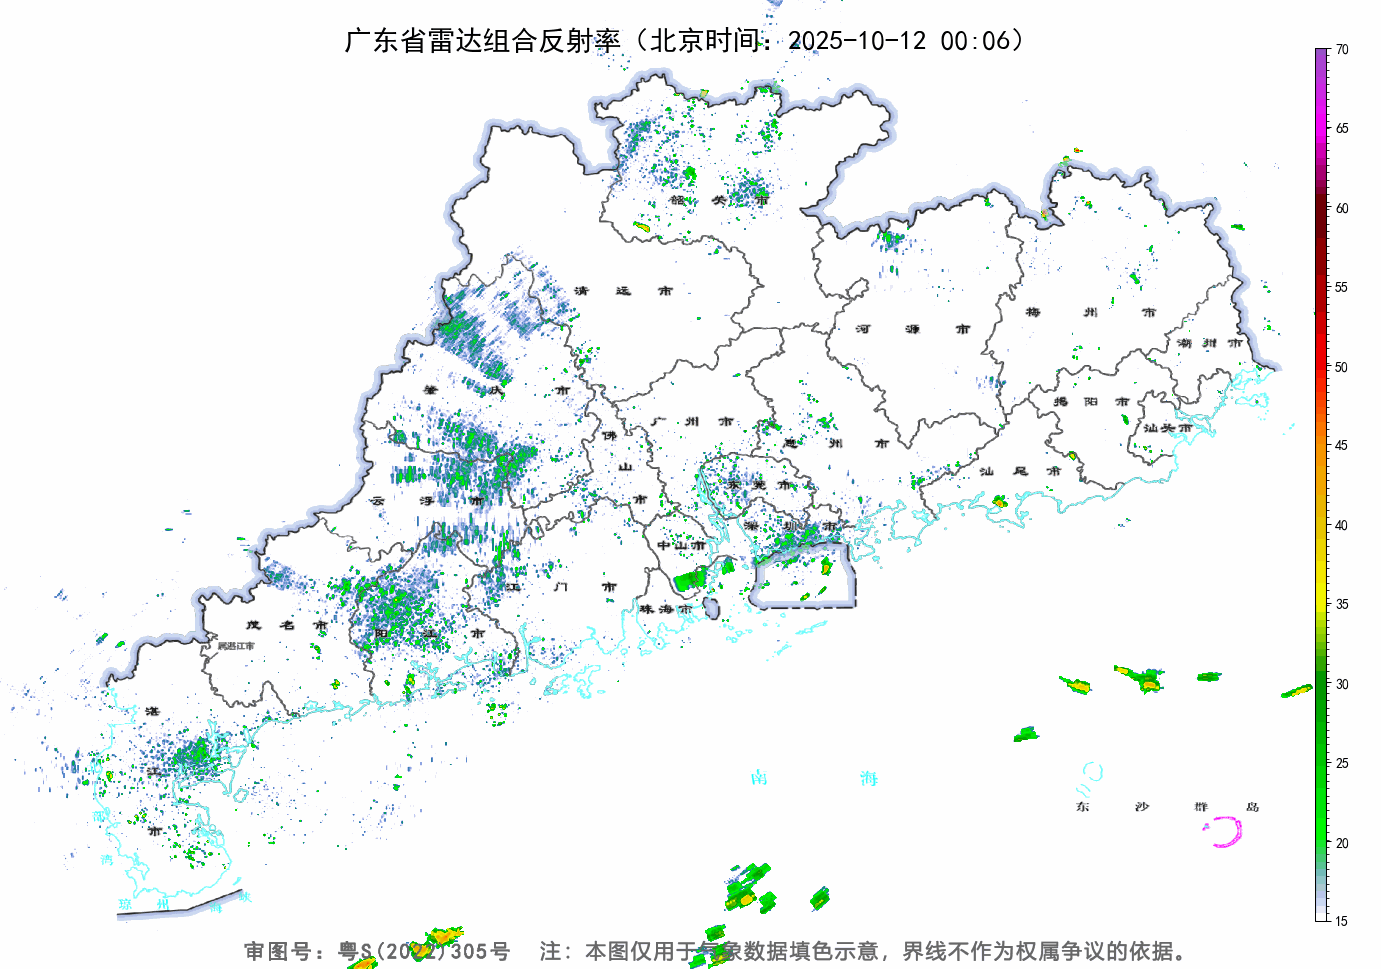 广东省雷达组合反射率（北京时间：2025-10-12 00:06）
70
65
60
55
50
45
40
35
30
25
20
15
韶关市
清远市
河源市
梅州市
潮州市
肇庆市
广州市
惠州市
揭阳市
汕头市
佛山市
东莞市
汕尾市
云浮市
深圳市
中山市
江门市
珠海市
茂名市
阳江市
属湛江市
湛江市
南海
东沙群岛
琼州海峡
审图号：粤S(2022)305号 注：本图仅用于气象数据填色示意，界线不作为权属争议的依据。